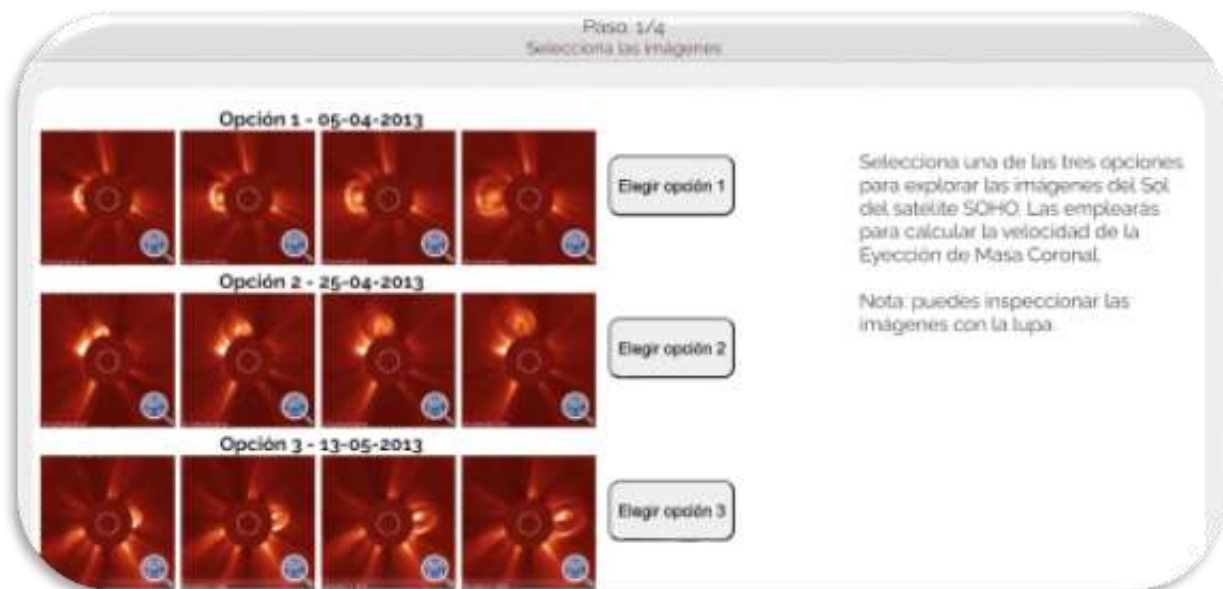 Paso: 1/4
Selecciona las imágenes
Opción 1 - 05-04-2013
Elegir opción 1
Selecciona una de las tres opciones
para explorar las imágenes del Sol
del satélite SOHO. Las emplearás
para calcular la velocidad de la
Eyección de Masa Coronal.
Nota: puedes inspeccionar las
imágenes con la lupa.
Opción 2 - 25-04-2013
Elegir opción 2
Opción 3 - 13-05-2013
Elegir opción 3